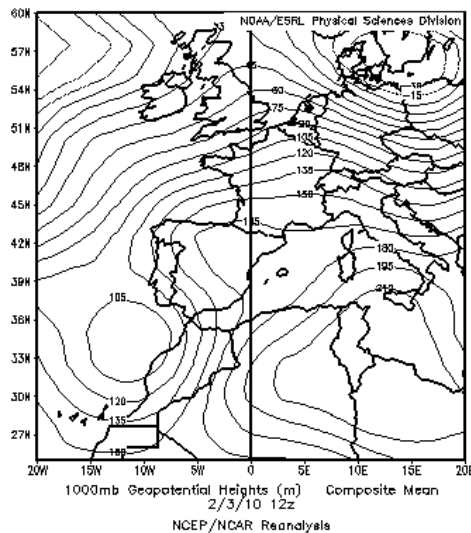 60N NOAA/ESRL Physical Sciences Division
57N
54N
51N
48N
45N
42N
39N
36N
33N
30N
27N
45
60
75
90
105
120
135
150
165
180
195
210
15
105
120
135
20W 15W 10W 5W 0 5E 10E 15E 20E
1000mb Geopotential Heights (m) Composite Mean
2/3/10 12z
NCEP/NCAR Reanalysis